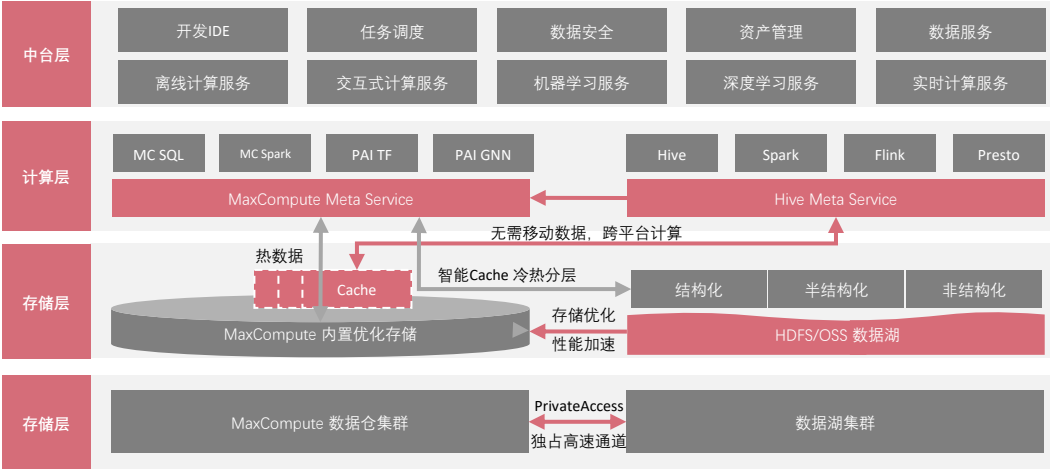 中台层
开发IDE
任务调度
数据安全
资产管理
数据服务
离线计算服务
交互式计算服务
机器学习服务
深度学习服务
实时计算服务
计算层
MC SQL
MC Spark
PAI TF
PAI GNN
Hive
Spark
Flink
Presto
MaxCompute Meta Service
Hive Meta Service
无需移动数据，跨平台计算
存储层
热数据
Cache
智能Cache 冷热分层
结构化
半结构化
非结构化
MaxCompute 内置优化存储
存储优化
性能加速
HDFS/OSS 数据湖
存储层
MaxCompute 数据仓集群
PrivateAccess
独占高速通道
数据湖集群